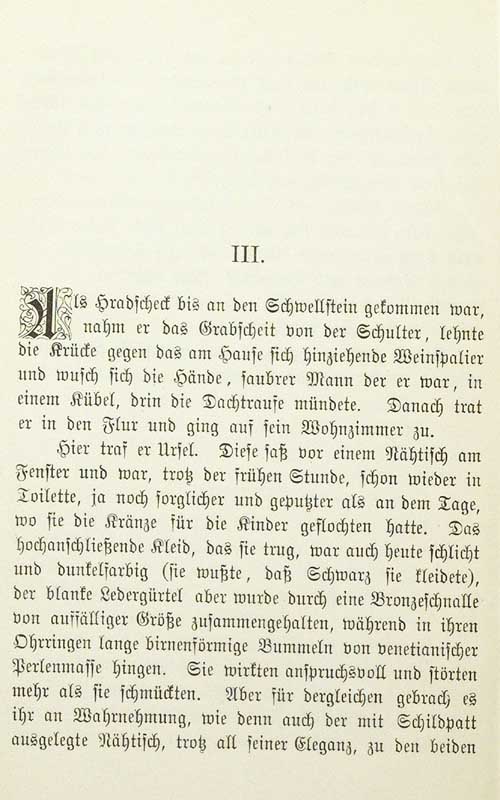 III.
Als Hradscheck bis an den Schwellstein gekommen war,
nahm er das Grabscheit von der Schulter, lehnte
die Krücke gegen das am Hause sich hinziehende Weinspalier
und wusch sich die Hände, saubrer Mann der er war, in
einem Kübel, drin die Dachtraufe mündete. Danach trat
er in den Flur und ging auf sein Wohnzimmer zu.
Hier traf er Ursel. Diese saß vor einem Nähtisch am
Fenster und war, trotz der frühen Stunde, schon wieder in
Toilette, ja noch sorglicher und geputzter als an dem Tage,
wo sie die Kränze für die Kinder geflochten hatte. Das
hochanschließende Kleid, das sie trug, war auch heute schlicht
und dunkelfarbig (sie wußte, daß Schwarz sie kleidete),
der blanke Ledergürtel aber wurde durch eine Bronzeschnalle
von auffälliger Größe zusammengehalten, während in ihren
Ohrringen lange birnenförmige Bummeln von venetianischer
Perlenmasse hingen. Sie wirkten anspruchsvoll und störten
mehr als sie schmückten. Aber für dergleichen gebrach es
ihr an Wahrnehmung, wie denn auch der mit Schildpatt
ausgelegte Nähtisch, trotz all seiner Eleganz, zu den beiden